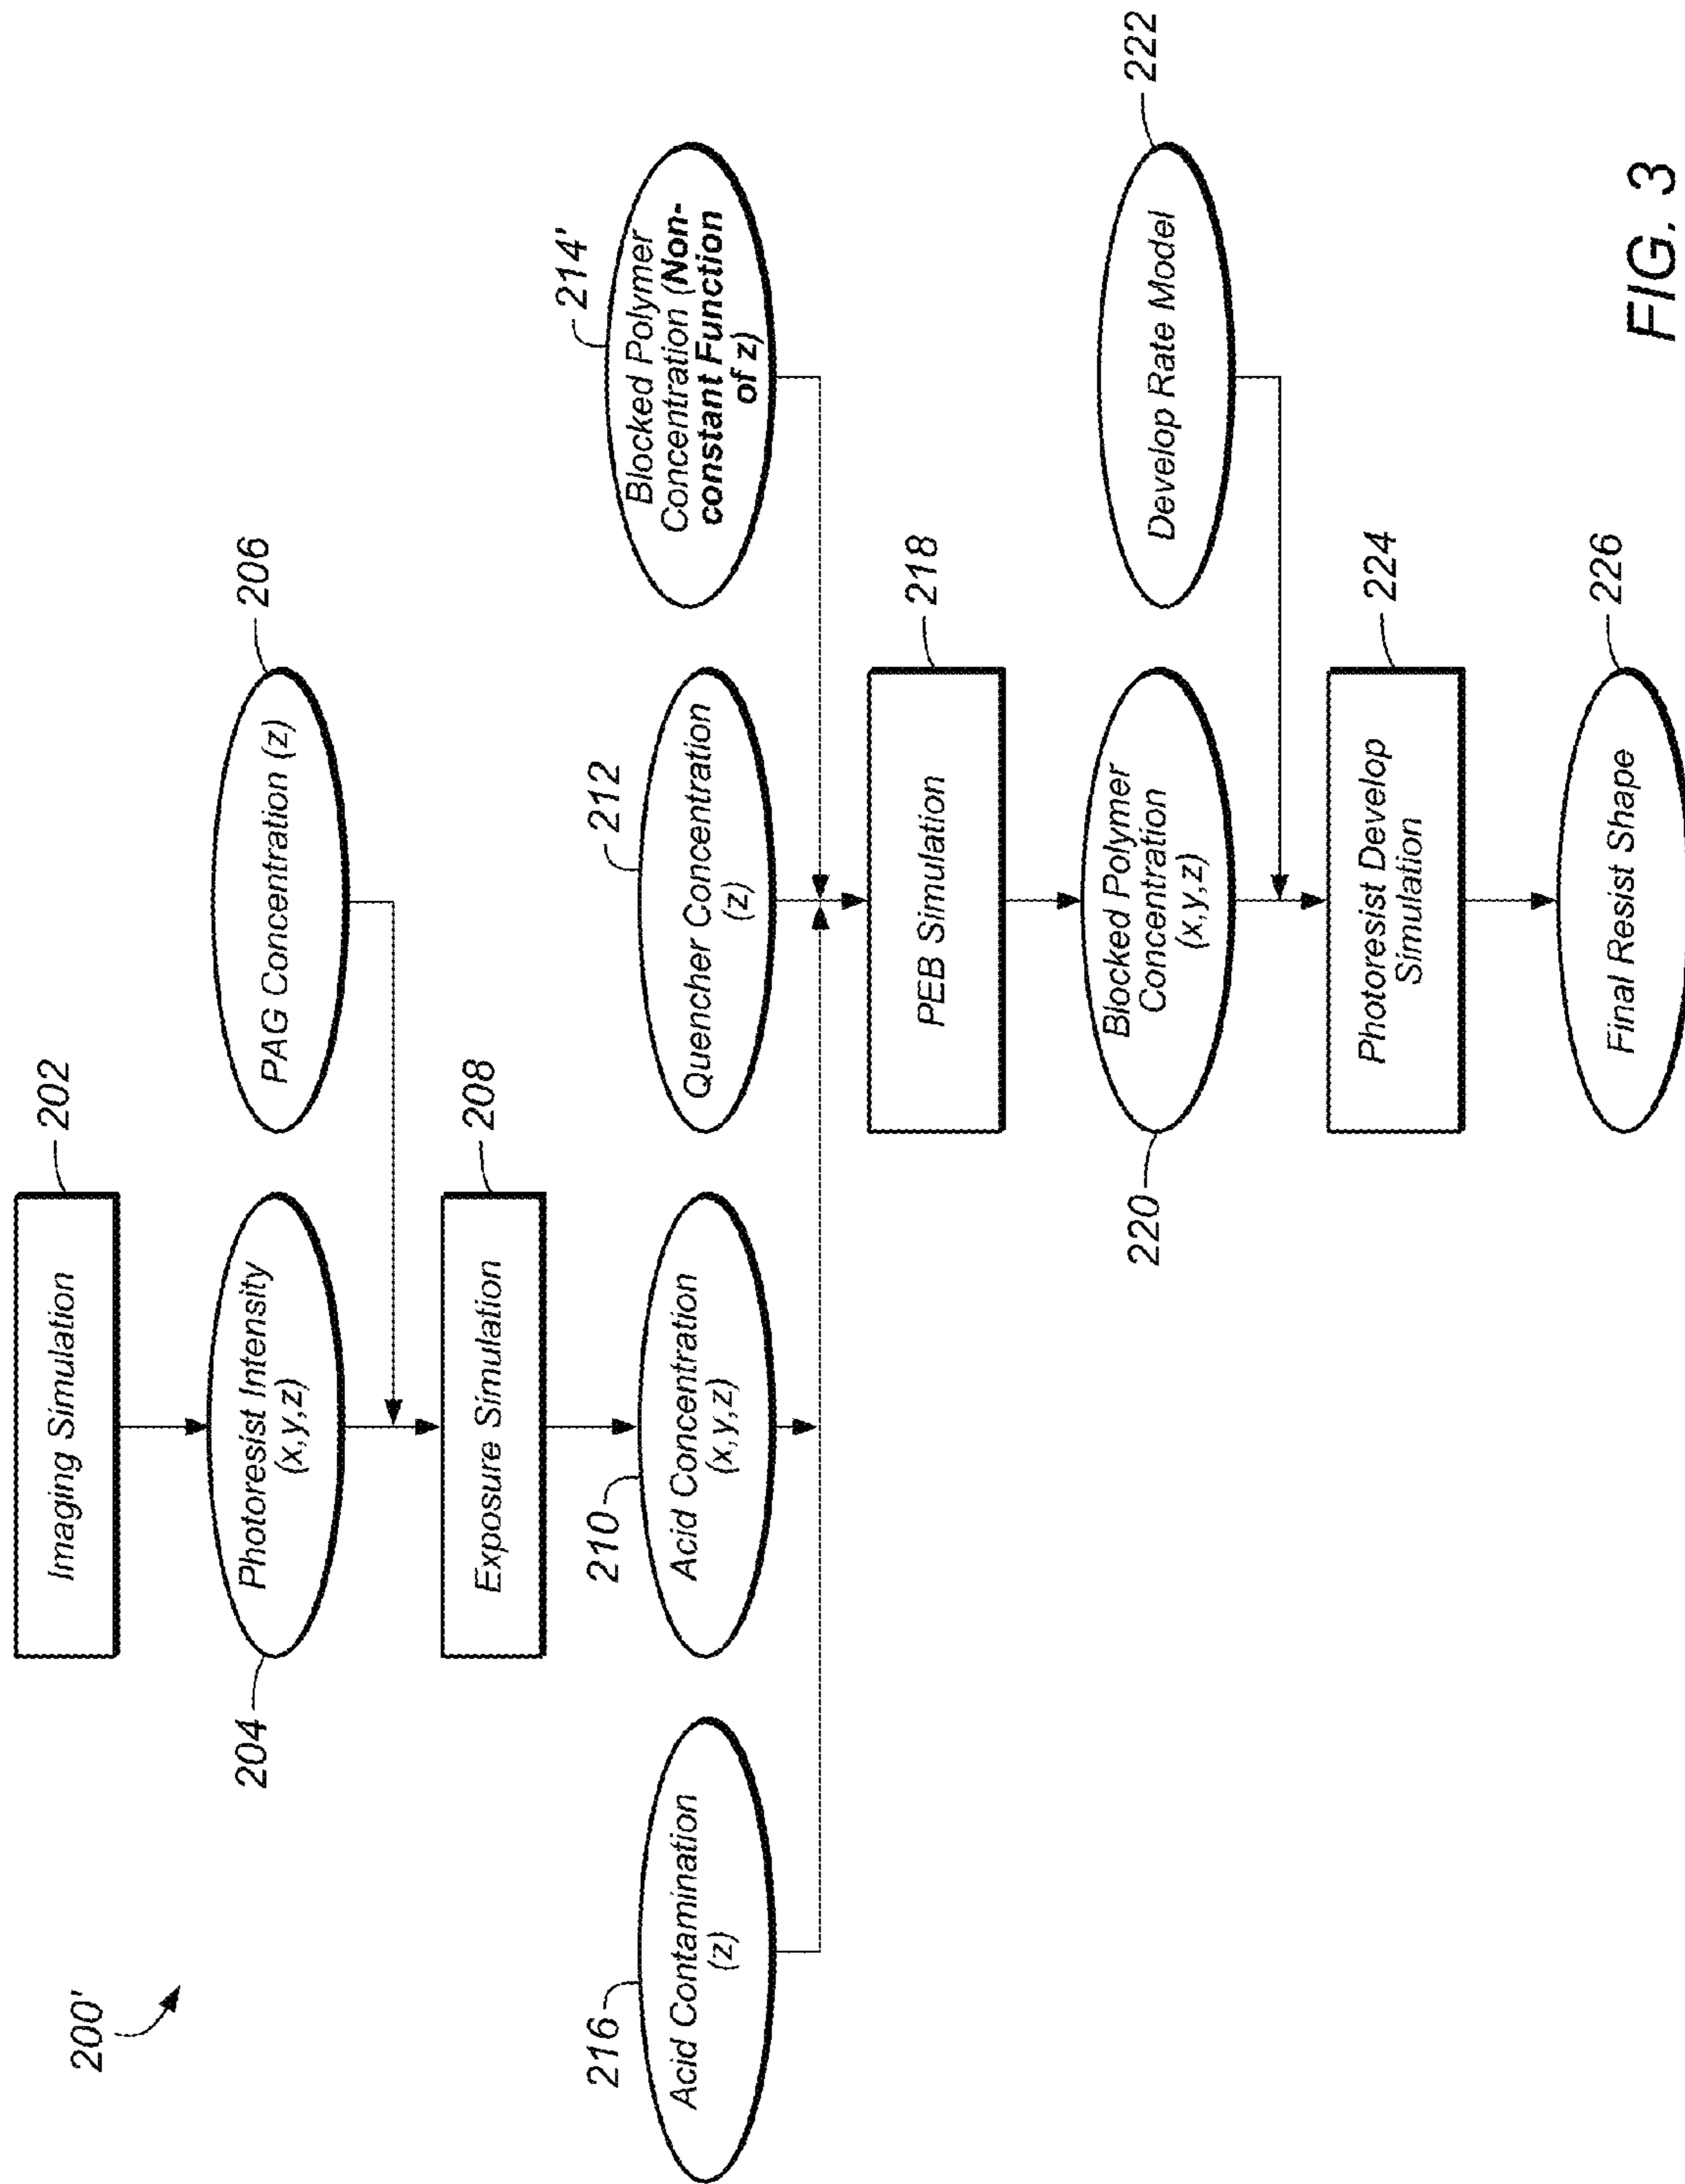 200'
Imaging Simulation
202
Photoresist Intensity
(x,y,z)
204
PAG Concentration (z)
206
Exposure Simulation
208
Acid Contamination
(z)
216
Acid Concentration
(x,y,z)
210
Quencher Concentration
(z)
212
Blocked Polymer
Concentration (Non-
constant Function
of z)
214'
PEB Simulation
218
Blocked Polymer
Concentration
(x,y,z)
220
Develop Rate Model
222
Photoresist Develop
Simulation
224
Final Resist Shape
226
FIG. 3